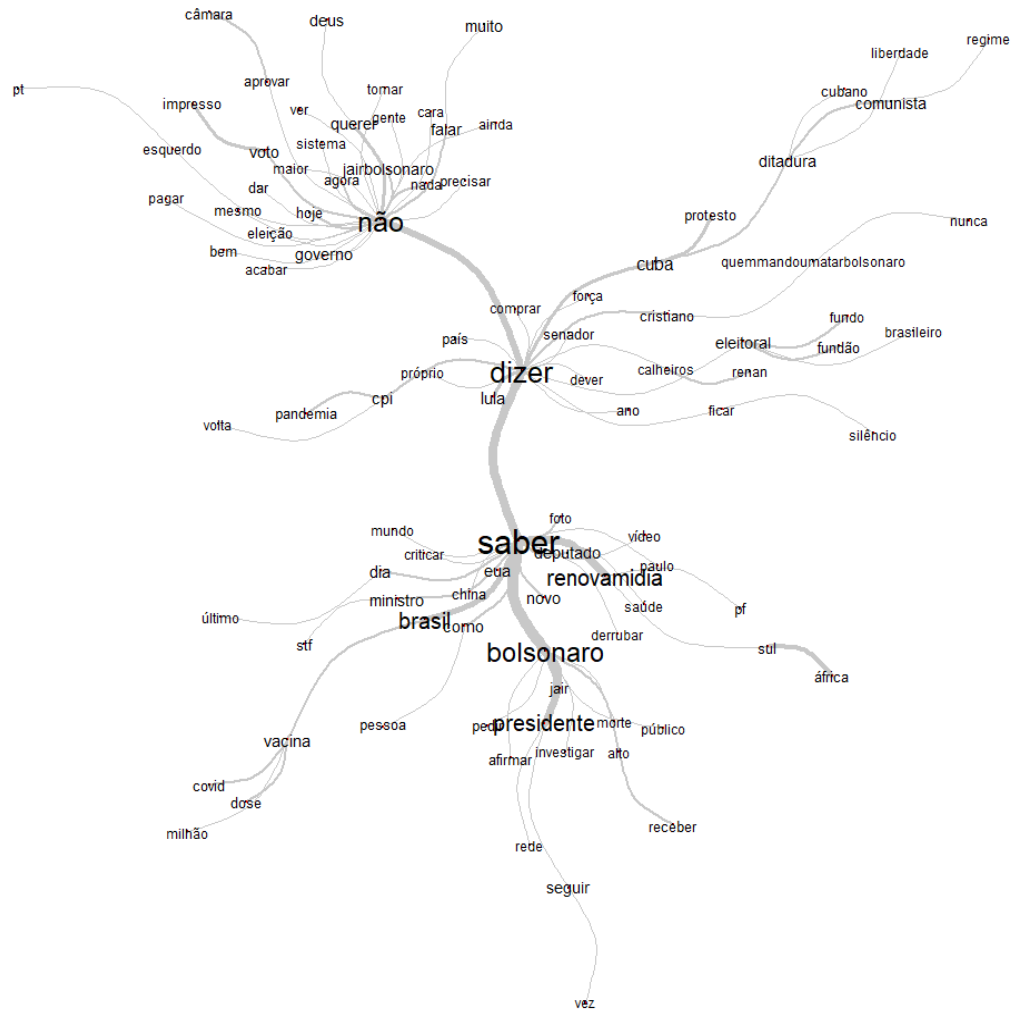 câmara
deus
muito
regime
liberdade
pt
aprovar
tornar
cubano
comunista
impresso
ver
cara
gente
querer
falar
ainda
esquerdo
voto
sistema
ditadura
maior
jairbolsonaro
agora
nada
precisar
pagar
dar
mesmo
hoje
não
protesto
nunca
eleição
bem
governo
acabar
cuba
quemmandoumatarbolsonaro
força
comprar
cristiano
fundo
país
senador
eleitoral
fundão
brasileiro
próprio
dizer
dever
calheiros
renan
cpi
lula
pandemia
ano
ficar
volta
silêncio
foto
mundo
saber
vídeo
criticar
deputado
dia
eua
renovamidia
paulo
ministro
china
novo
saúde
pf
último
brasil
como
derrubar
stf
bolsonaro
sul
áfrica
jair
pessoa
pedir
presidente
morte
público
vacina
afirmar
investigar
alto
covid
dose
milhão
receber
rede
seguir
vez